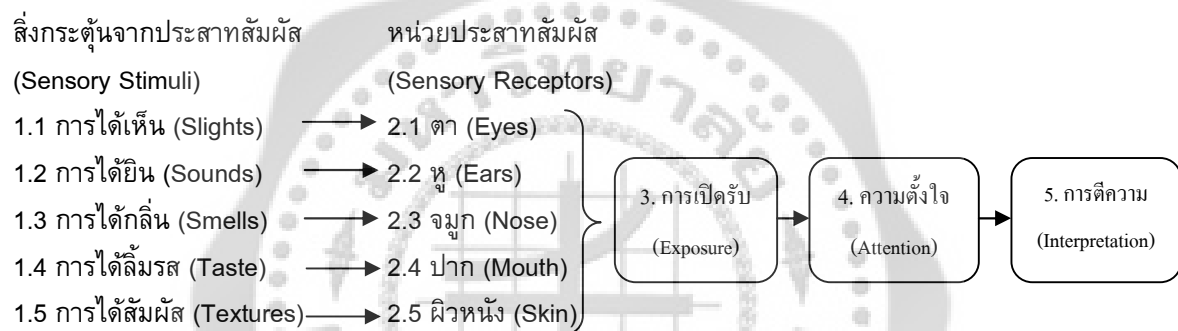 สิ่งกระตุ้นจากประสาทสัมผัส หน่วยประสาทสัมผัส
(Sensory Stimuli) (Sensory Receptors)
1.1 การได้เห็น (Slights) 2.1 ตา (Eyes)
1.2 การได้ยิน (Sounds) 2.2 หู (Ears)
1.3 การได้กลิ่น (Smells) 2.3 จมูก (Nose)
1.4 การได้ลิ้มรส (Taste) 2.4 ปาก (Mouth)
1.5 การได้สัมผัส (Textures) 2.5 ผิวหนัง (Skin)
3. การเปิดรับ
(Exposure)
4. ความตั้งใจ
(Attention)
5. การตีความ
(Interpretation)